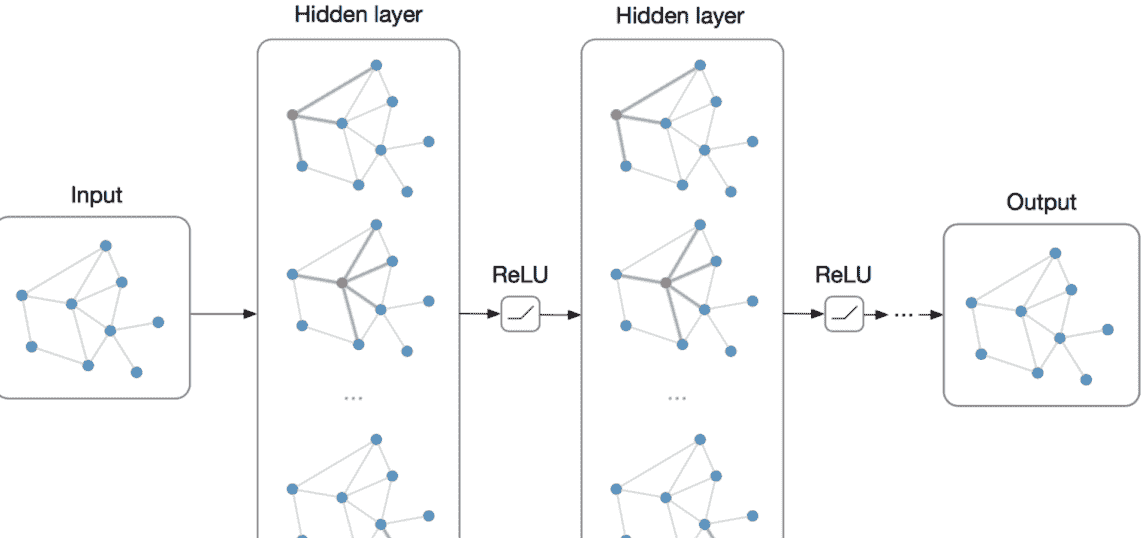 Hidden layer
Hidden layer
Input
Output
ReLU
ReLU
...
...
...